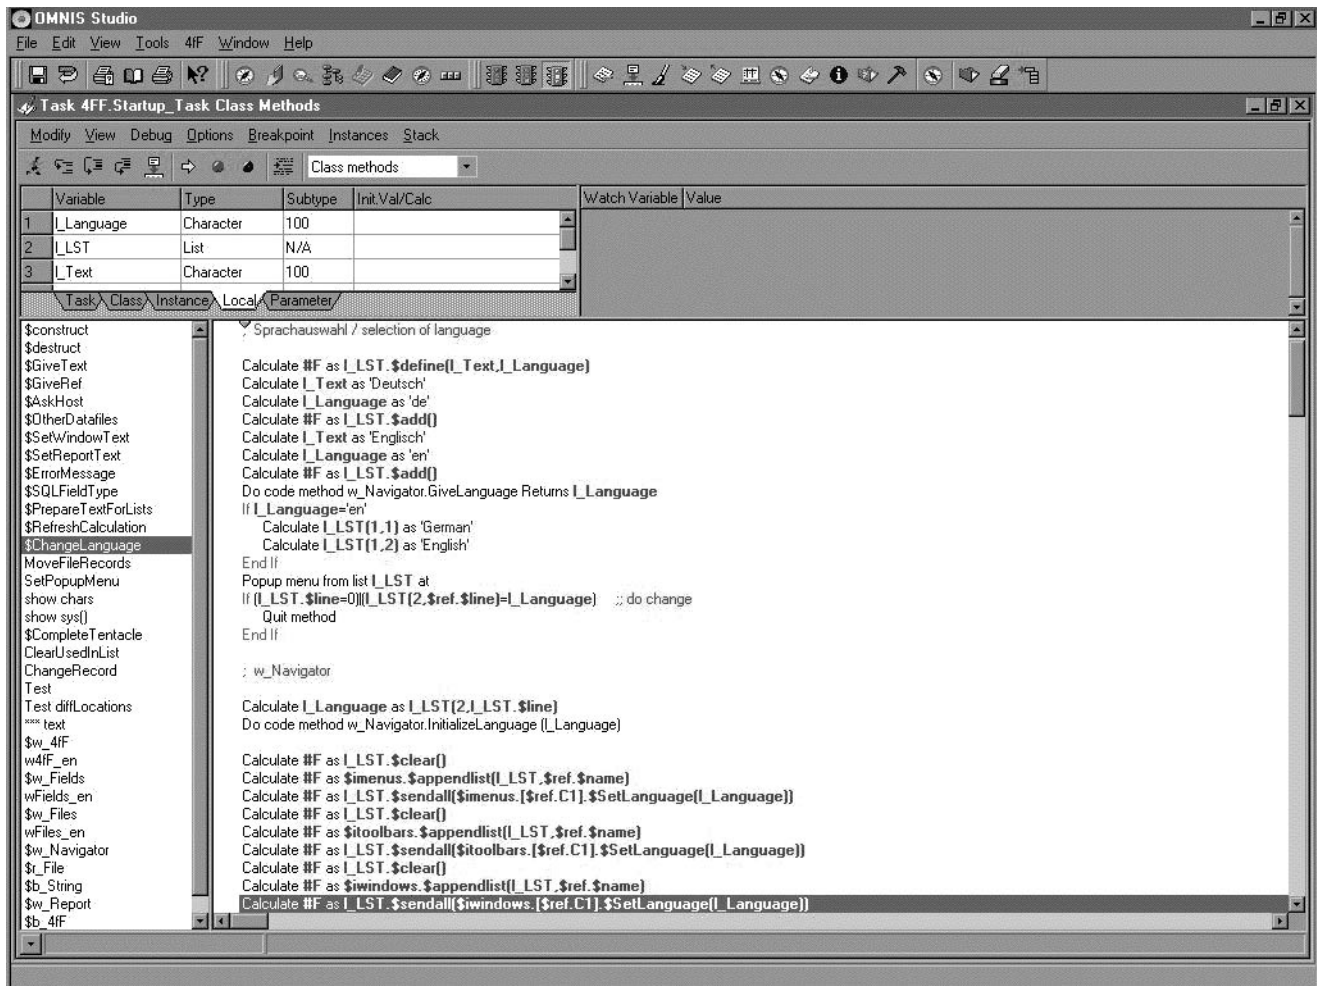 OMNIS Studio
File Edit View Tools 4fF Window Help
Task 4FF.Startup_Task Class Methods
Modify View Debug Options Breakpoint Instances Stack
Class methods
Variable Type Subtype Init.Val/Calc Watch Variable Value
1 l_Language Character 100
2 l_LST List N/A
3 l_Text Character 100
Task Class Instance Local Parameter
$construct
$destruct
$GiveText
$GiveRef
$AskHost
$OtherDatafiles
$SetWindowText
$SetReportText
$ErrorMessage
$SQLFieldType
$PrepareTextForLists
$RefreshCalculation
$ChangeLanguage
MoveFileRecords
SetPopupMenu
show chars
show sys()
$CompleteTentacle
ClearUsedInList
ChangeRecord
Test
Test diffLocations
*** text
$w_4fF
w4fF_en
$w_Fields
wFields_en
$w_Files
wFiles_en
$w_Navigator
$r_File
$b_String
$w_Report
$b_4fF
; Sprachauswahl / selection of language
Calculate #F as l_LST.$define(l_Text,l_Language)
Calculate l_Text as 'Deutsch'
Calculate l_Language as 'de'
Calculate #F as l_LST.$add()
Calculate l_Text as 'Englisch'
Calculate l_Language as 'en'
Calculate #F as l_LST.$add()
Do code method w_Navigator.GiveLanguage Returns l_Language
If l_Language='en'
Calculate l_LST(1,1) as 'German'
Calculate l_LST(1,2) as 'English'
End If
Popup menu from list l_LST at
If (l_LST.$line=0)|(l_LST(2,$ref.$line)=l_Language) ;; do change
Quit method
End If
; w_Navigator
Calculate l_Language as l_LST(2,l_LST.$line)
Do code method w_Navigator.InitializeLanguage (l_Language)
Calculate #F as l_LST.$clear()
Calculate #F as $imenus.$appendlist(l_LST,$ref.$name)
Calculate #F as l_LST.$sendall($imenus.[$ref.C1].$SetLanguage(l_Language))
Calculate #F as l_LST.$clear()
Calculate #F as $itoolbars.$appendlist(l_LST,$ref.$name)
Calculate #F as l_LST.$sendall($itoolbars.[$ref.C1].$SetLanguage(l_Language))
Calculate #F as l_LST.$clear()
Calculate #F as $iwindows.$appendlist(l_LST,$ref.$name)
Calculate #F as l_LST.$sendall($iwindows.[$ref.C1].$SetLanguage(l_Language))